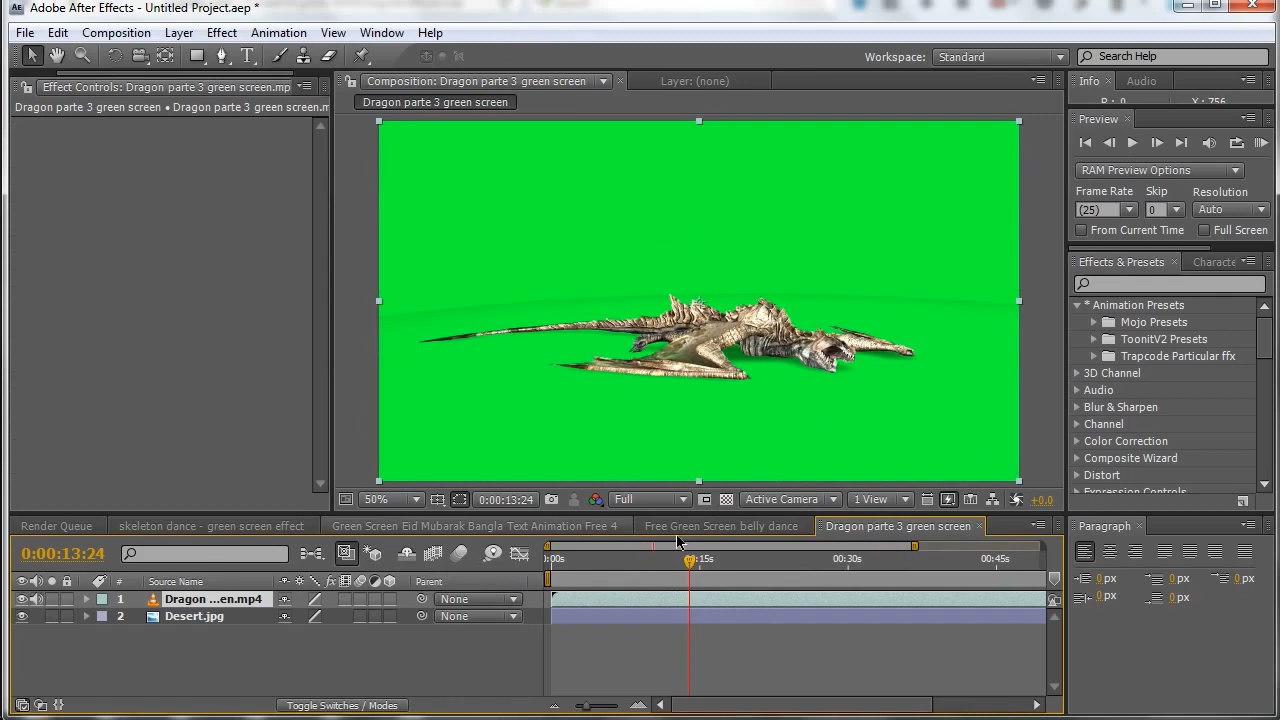 Adobe After Effects - Untitled Project.aep *
File Edit Composition Layer Effect Animation View Window Help
Workspace: Standard Search Help
Effect Controls: Dragon parte 3 green screen.mp
Dragon parte 3 green screen • Dragon parte 3 green screen.m
Composition: Dragon parte 3 green screen
Layer: (none)
Dragon parte 3 green screen
Info Audio
R : 0 X : 756
Preview
RAM Preview Options
Frame Rate Skip Resolution
(25) 0 Auto
From Current Time Full Screen
Effects & Presets Characte
* Animation Presets
Mojo Presets
ToonitV2 Presets
Trapcode Particular ffx
3D Channel
Audio
Blur & Sharpen
Channel
Color Correction
Composite Wizard
Distort
Expression Controls
50% 0:00:13:24 Full Active Camera 1 View +0.0
Render Queue skeleton dance - green screen effect Green Screen Eid Mubarak Bangla Text Animation Free 4 Free Green Screen belly dance Dragon parte 3 green screen
Paragraph
0:00:13:24
):00s 0:15s 00:30s 00:45s
# Source Name Parent
1 Dragon ...en.mp4 None
2 Desert.jpg None
0 px 0 px 0 px
0 px 0 px
Toggle Switches / Modes